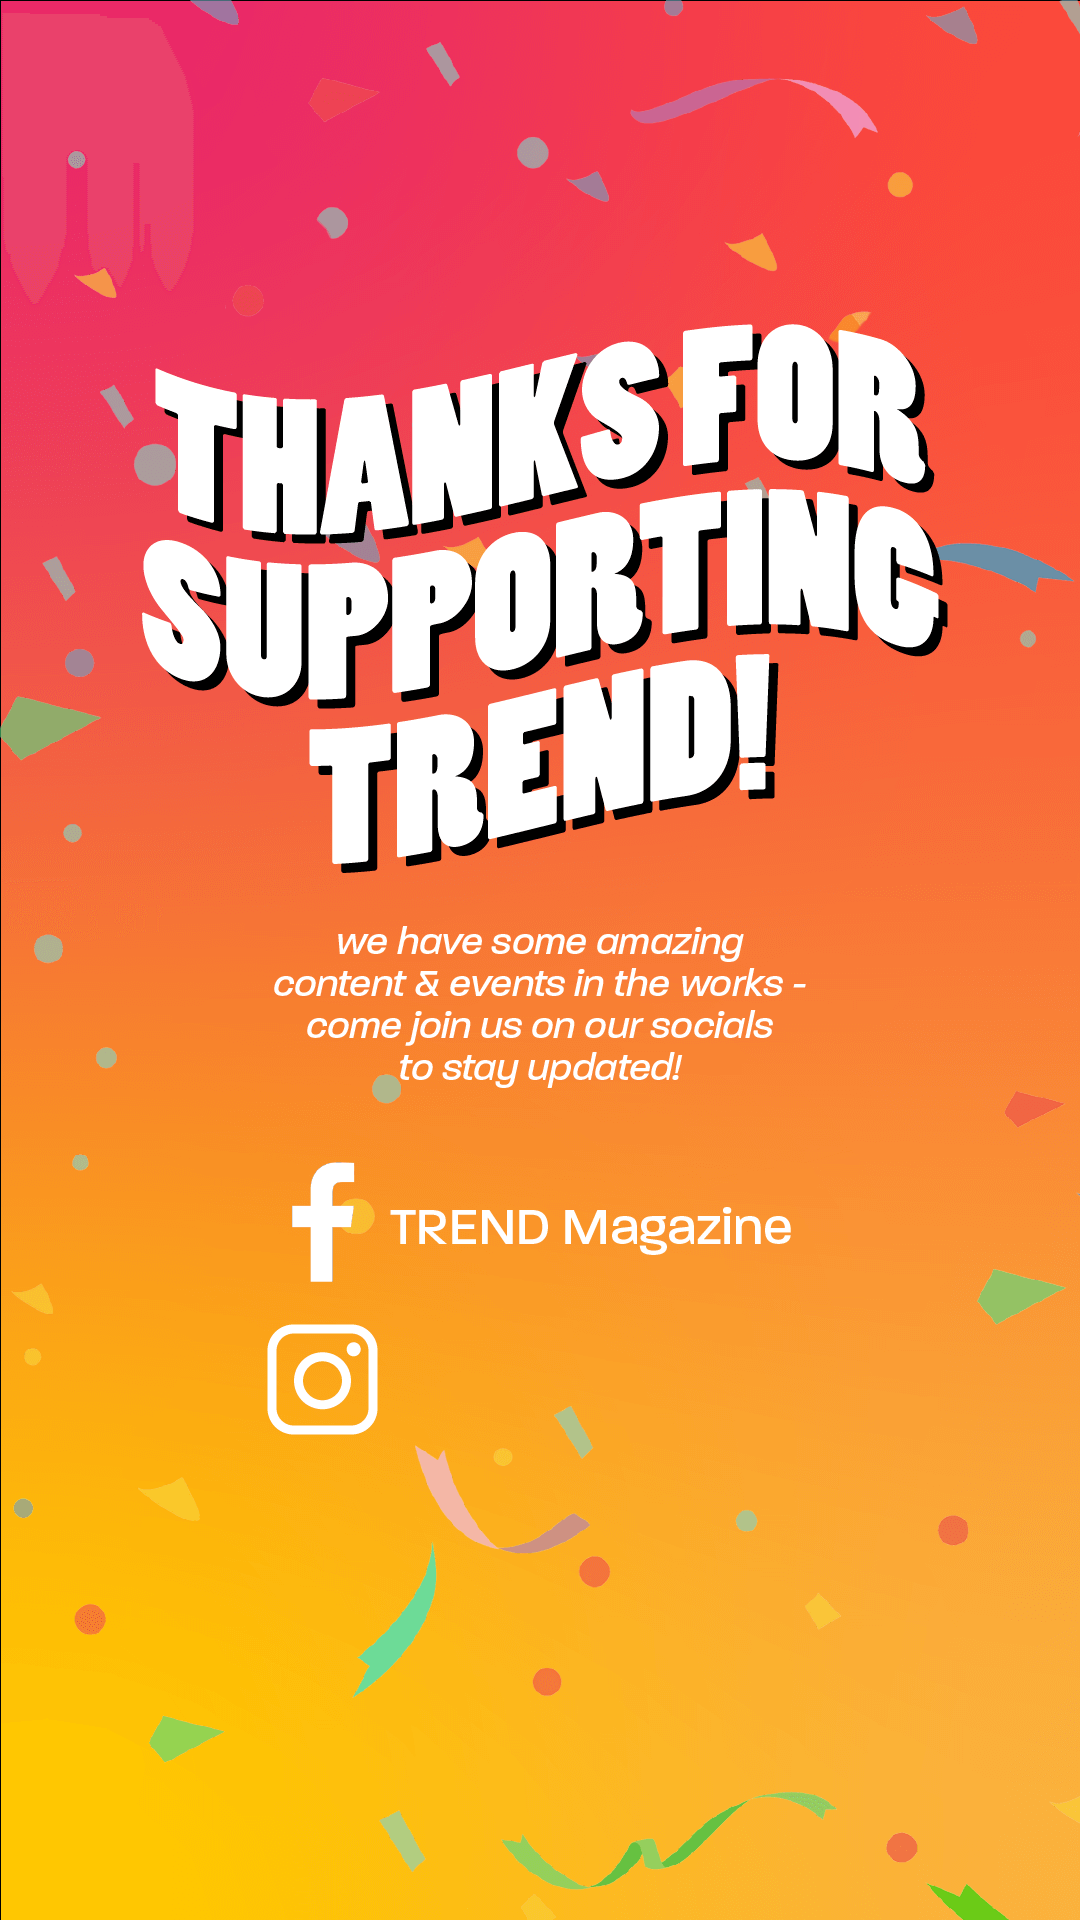 THANKS FOR
SUPPORTING
TREND!
we have some amazing
content & events in the works -
come join us on our socials
to stay updated!
TREND Magazine